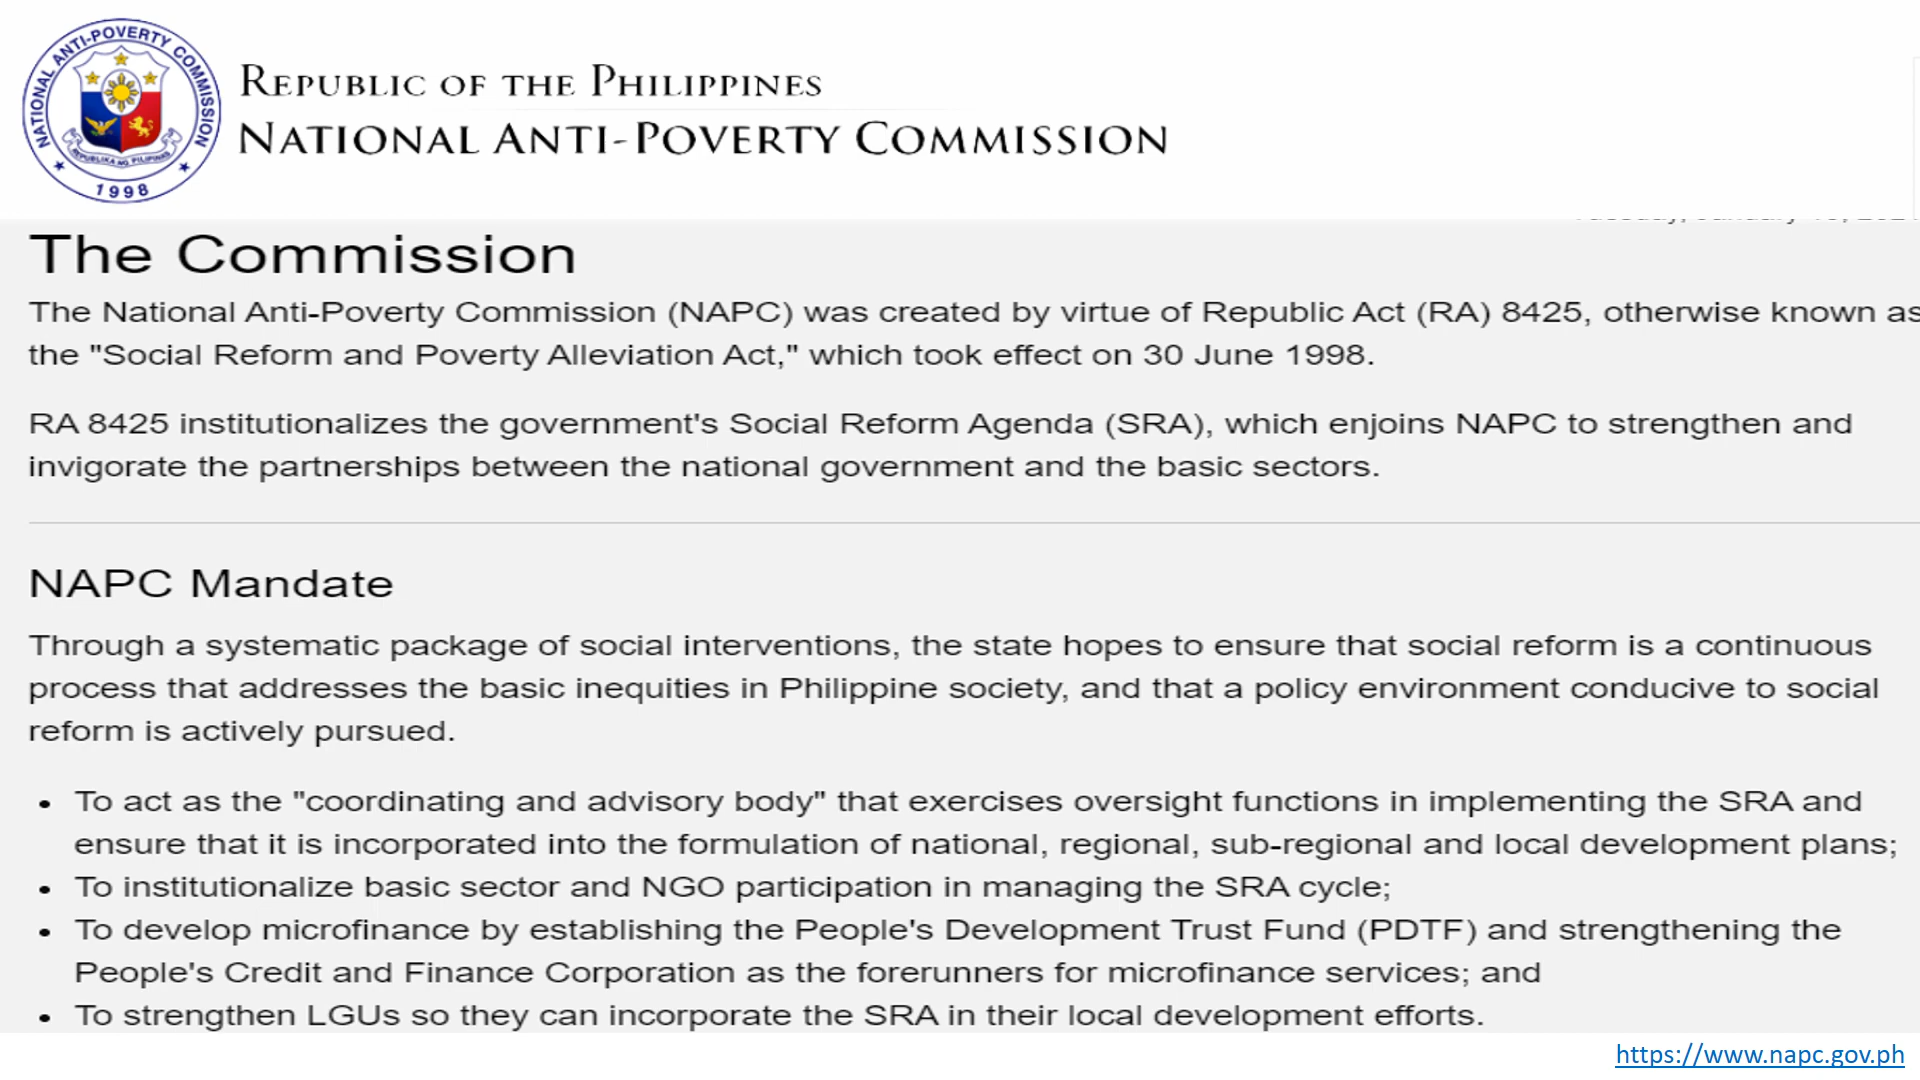 NATIONAL ANTI-POVERTY COMMISSION
REPUBLIKA NG PILIPINAS
1998
REPUBLIC OF THE PHILIPPINES
NATIONAL ANTI-POVERTY COMMISSION
The Commission
The National Anti-Poverty Commission (NAPC) was created by virtue of Republic Act (RA) 8425, otherwise known as
the "Social Reform and Poverty Alleviation Act," which took effect on 30 June 1998.
RA 8425 institutionalizes the government's Social Reform Agenda (SRA), which enjoins NAPC to strengthen and
invigorate the partnerships between the national government and the basic sectors.
NAPC Mandate
Through a systematic package of social interventions, the state hopes to ensure that social reform is a continuous
process that addresses the basic inequities in Philippine society, and that a policy environment conducive to social
reform is actively pursued.
• To act as the "coordinating and advisory body" that exercises oversight functions in implementing the SRA and
ensure that it is incorporated into the formulation of national, regional, sub-regional and local development plans;
• To institutionalize basic sector and NGO participation in managing the SRA cycle;
• To develop microfinance by establishing the People's Development Trust Fund (PDTF) and strengthening the
People's Credit and Finance Corporation as the forerunners for microfinance services; and
• To strengthen LGUs so they can incorporate the SRA in their local development efforts.
https://www.napc.gov.ph